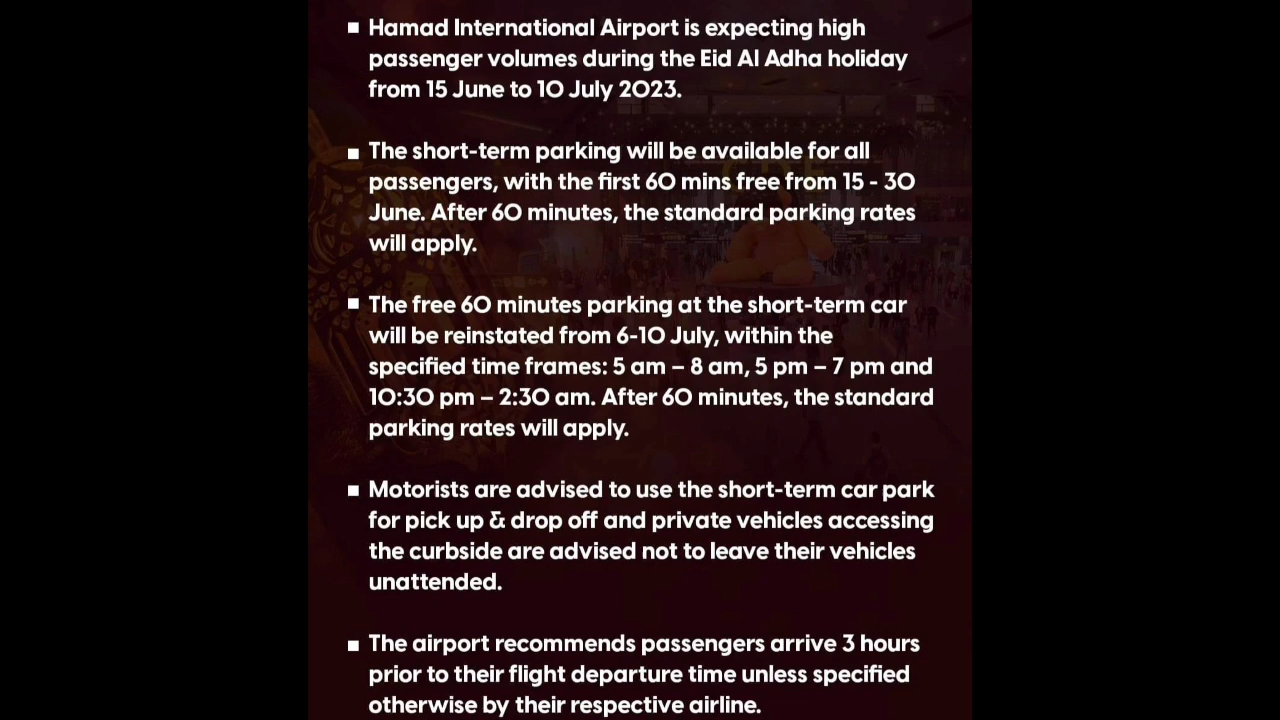 ▪ Hamad International Airport is expecting high
passenger volumes during the Eid Al Adha holiday
from 15 June to 10 July 2023.
▪ The short-term parking will be available for all
passengers, with the first 60 mins free from 15 - 30
June. After 60 minutes, the standard parking rates
will apply.
▪ The free 60 minutes parking at the short-term car
will be reinstated from 6-10 July, within the
specified time frames: 5 am – 8 am, 5 pm – 7 pm and
10:30 pm – 2:30 am. After 60 minutes, the standard
parking rates will apply.
▪ Motorists are advised to use the short-term car park
for pick up & drop off and private vehicles accessing
the curbside are advised not to leave their vehicles
unattended.
▪ The airport recommends passengers arrive 3 hours
prior to their flight departure time unless specified
otherwise by their respective airline.